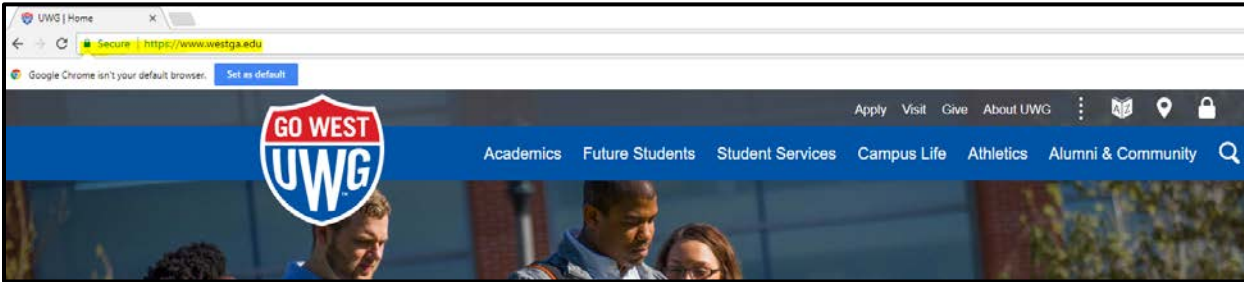 UWG | Home
Secure | https://www.westga.edu
Google Chrome isn't your default browser. Set as default
Apply Visit Give About UWG A Z
GO WEST
UWG
Academics Future Students Student Services Campus Life Athletics Alumni & Community